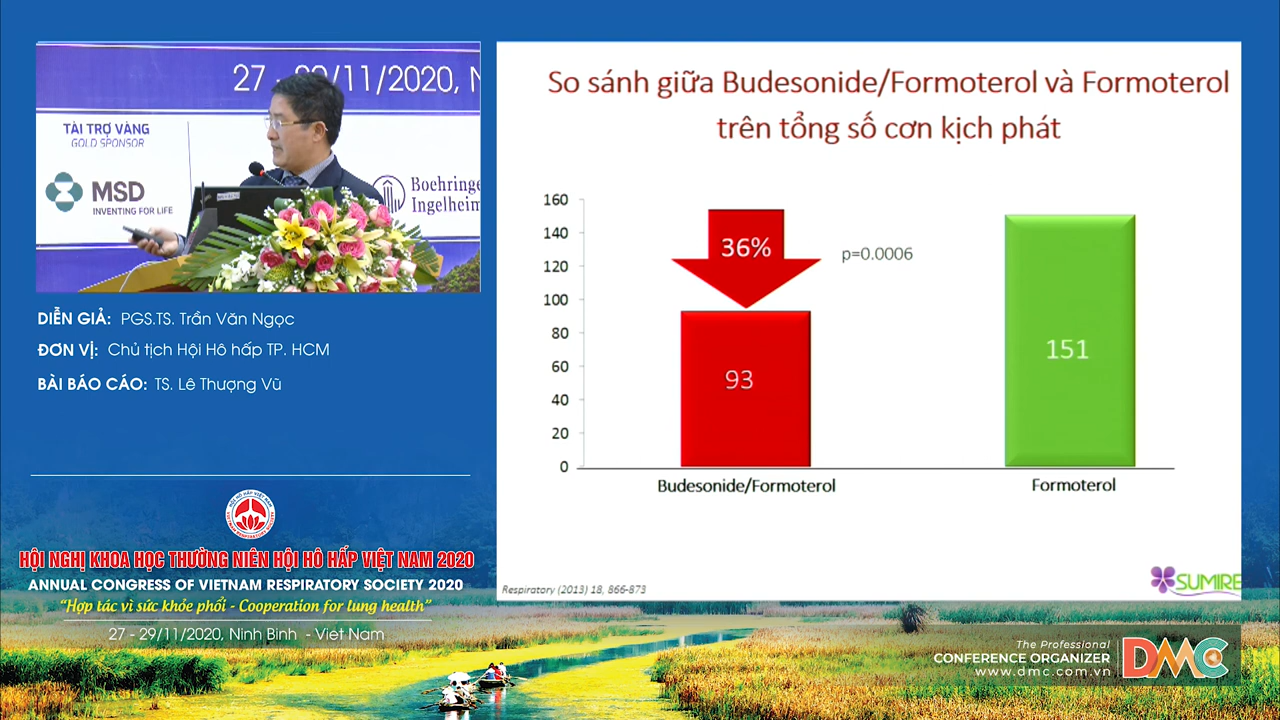 27 - 29/11/2020, N
TÀI TRỢ VÀNG
GOLD SPONSOR
MSD
INVENTING FOR LIFE
Boehringe
Ingelheim
DIỄN GIẢ: PGS.TS. Trần Văn Ngọc
ĐƠN VỊ: Chủ tịch Hội Hô hấp TP. HCM
BÀI BÁO CÁO: TS. Lê Thượng Vũ
HỘI NGHỊ KHOA HỌC THƯỜNG NIÊN HỘI HÔ HẤP VIỆT NAM 2020
ANNUAL CONGRESS OF VIETNAM RESPIRATORY SOCIETY 2020
“Hợp tác vì sức khỏe phổi - Cooperation for lung health”
27 - 29/11/2020, Ninh Binh - Viet Nam
So sánh giữa Budesonide/Formoterol và Formoterol
trên tổng số cơn kịch phát
160
140
120
100
80
60
40
20
0
36%
p=0.0006
93
151
Budesonide/Formoterol
Formoterol
Respiratory (2013) 18, 866-873
SUMIRE
The Professional
CONFERENCE ORGANIZER
www.dmc.com.vn
DMC